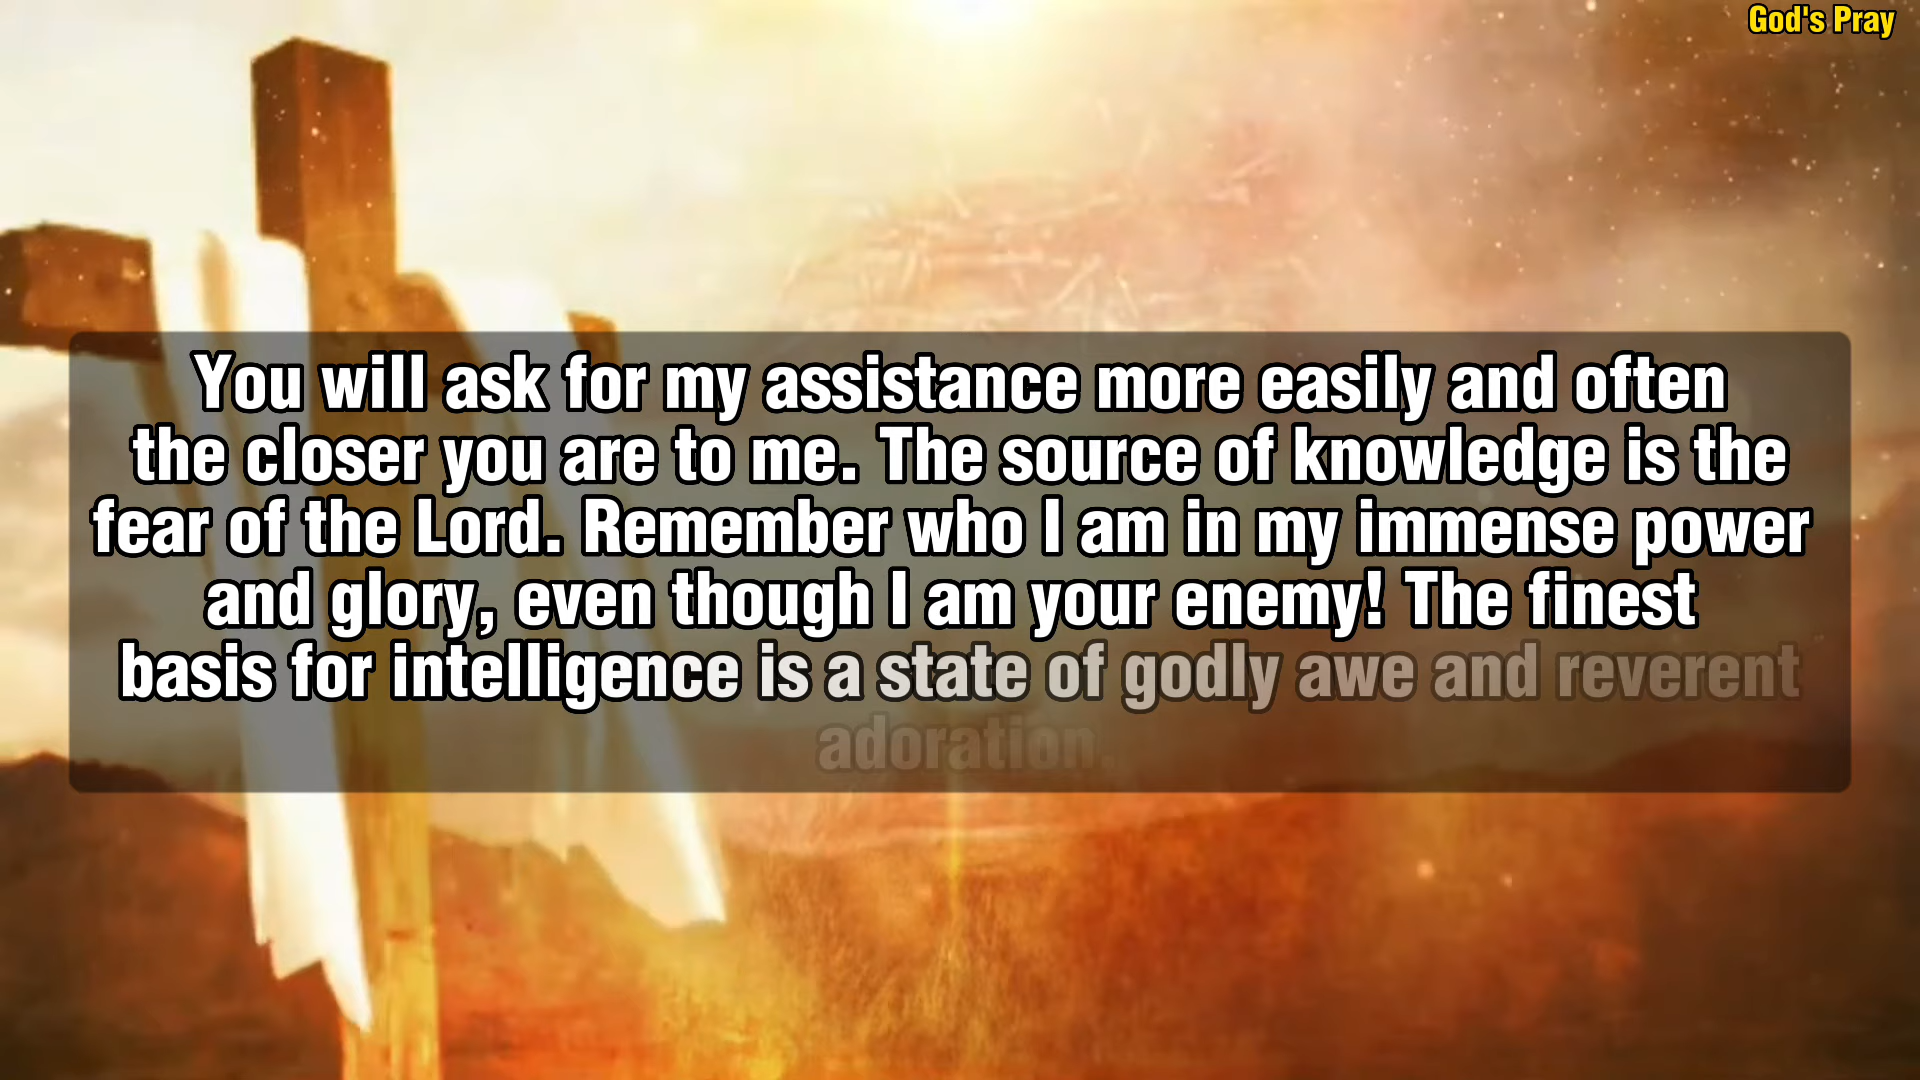 God's Pray
You will ask for my assistance more easily and often
the closer you are to me. The source of knowledge is the
fear of the Lord. Remember who I am in my immense power
and glory, even though I am your enemy! The finest
basis for intelligence is a state of godly awe and reverent
adoration.